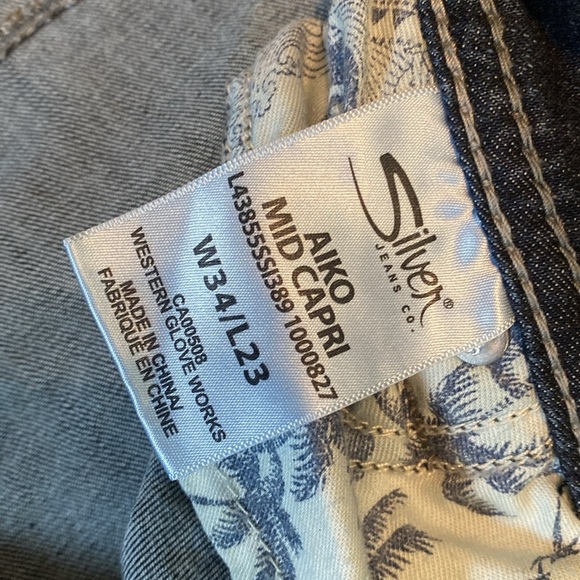 Silver®
JEANS CO.
AIKO
MID CAPRI
L43855SSI389 1000827
W34/L23
CA00508
WESTERN GLOVE WORKS
MADE IN CHINA/
FABRIQUÉ EN CHINE